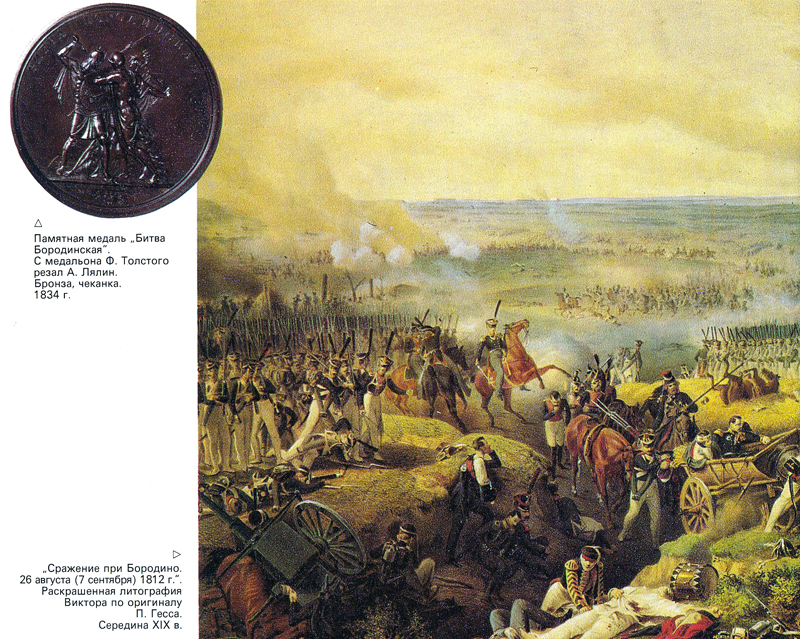 △
Памятная медаль „Битва
Бородинская“.
С медальона Ф. Толстого
резал А. Лялин.
Бронза, чеканка.
1834 г.
▷
„Сражение при Бородино.
26 августа (7 сентября) 1812 г.“.
Раскрашенная литография
Виктора по оригиналу
П. Гесса.
Середина XIX в.